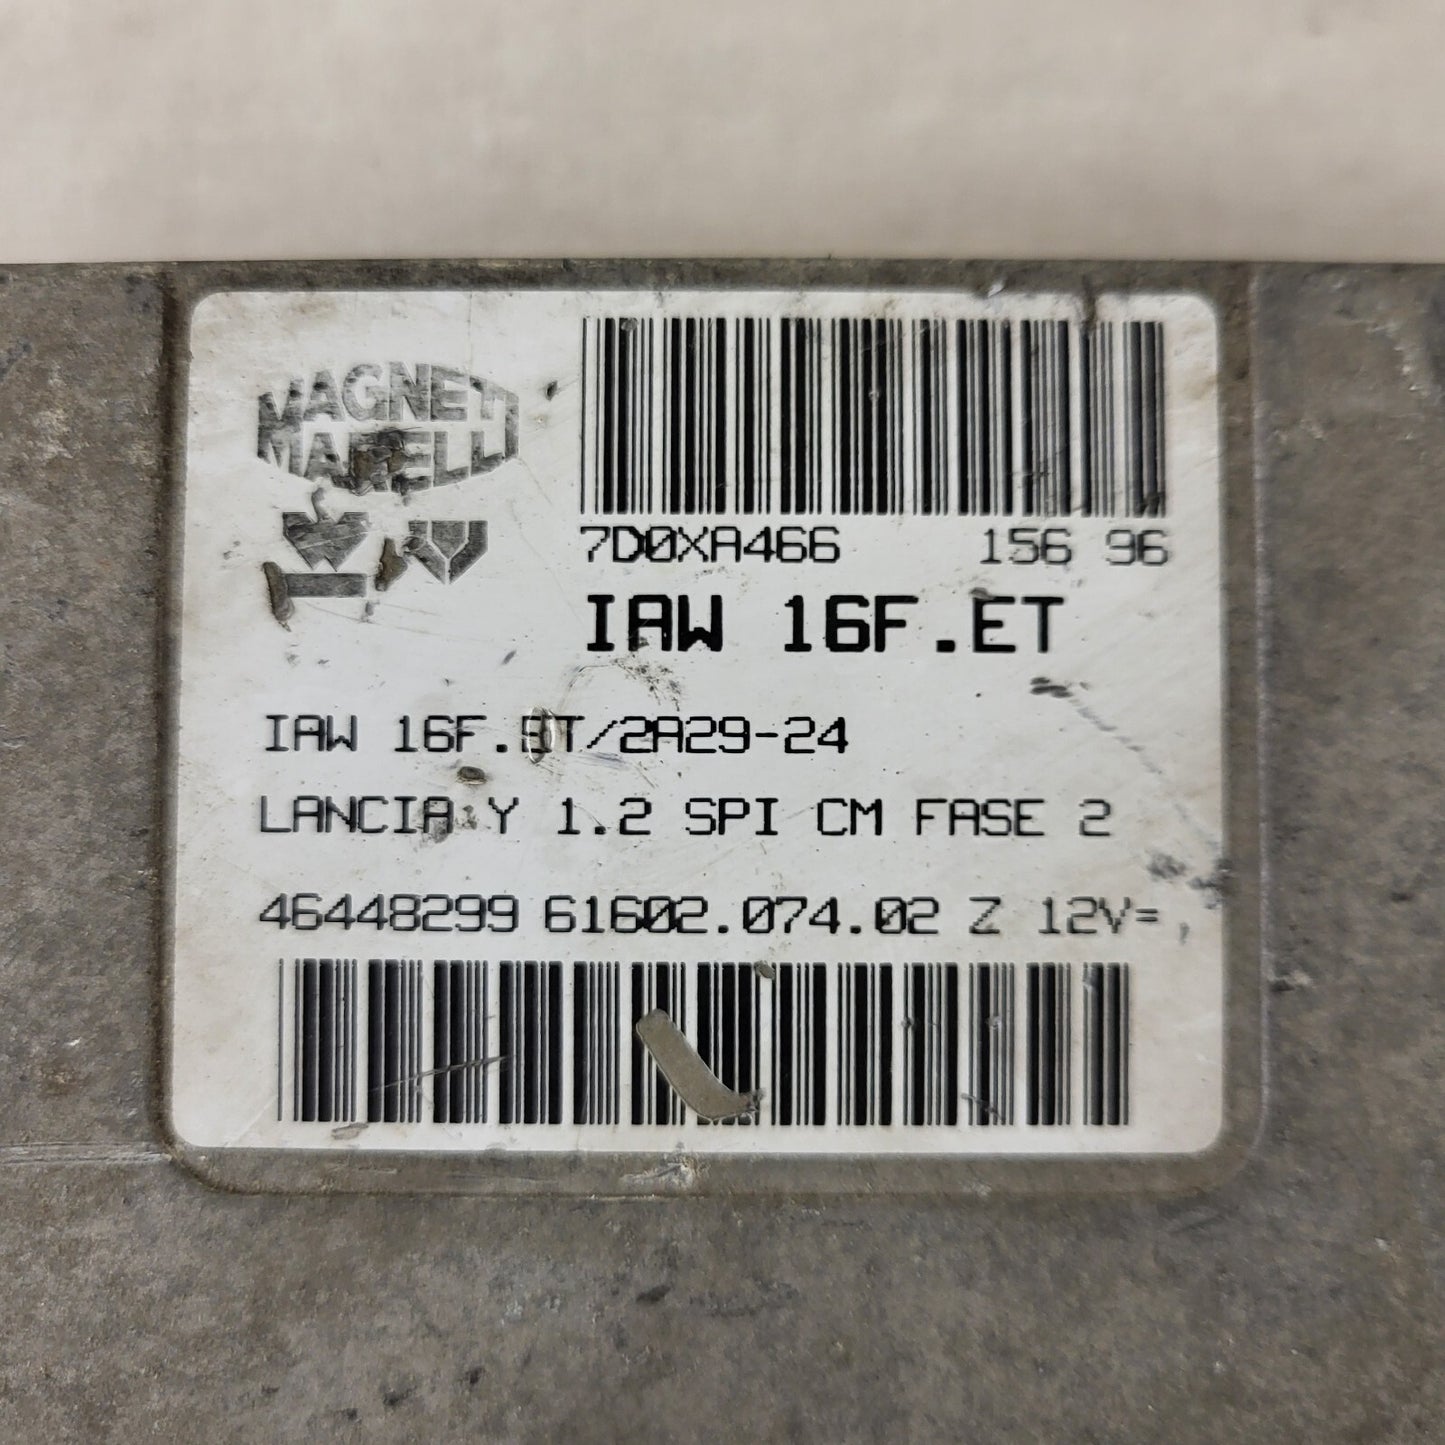 MAGNETI
MARELLI
7D0XA466 156 96
IAW 16F.ET
IAW 16F.ET/2A29-24
LANCIA Y 1.2 SPI CM FASE 2
46448299 61602.074.02 Z 12V=